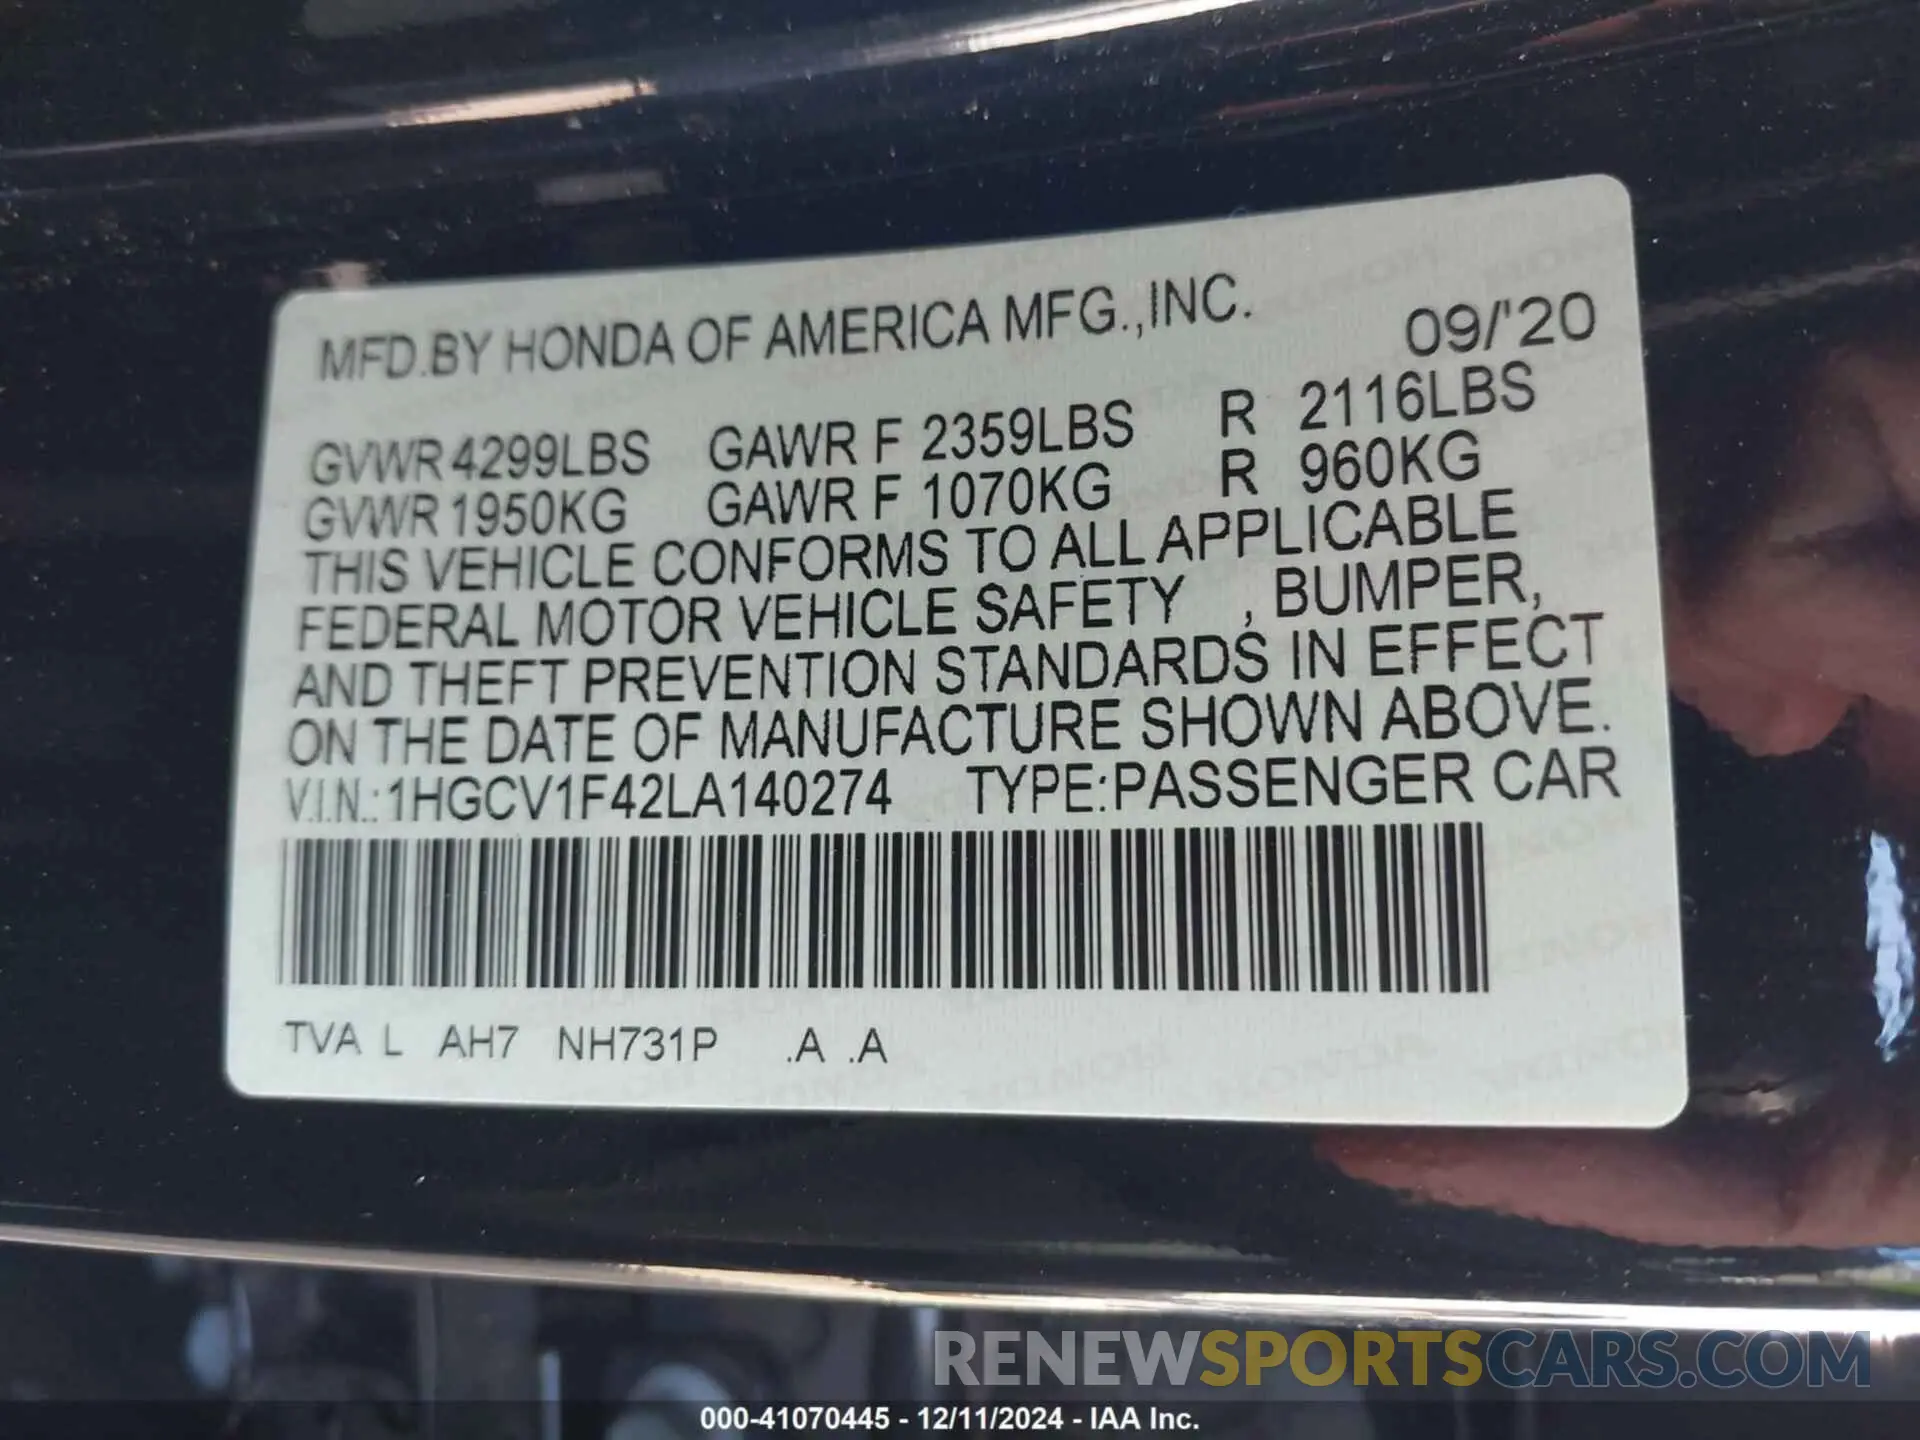 MFD.BY HONDA OF AMERICA MFG.,INC. 09/'20
GVWR 4299LBS GAWR F 2359LBS R 2116LBS
GVWR 1950KG GAWR F 1070KG R 960KG
THIS VEHICLE CONFORMS TO ALL APPLICABLE
FEDERAL MOTOR VEHICLE SAFETY , BUMPER,
AND THEFT PREVENTION STANDARDS IN EFFECT
ON THE DATE OF MANUFACTURE SHOWN ABOVE.
V.I.N.:1HGCV1F42LA140274 TYPE:PASSENGER CAR
TVA L AH7 NH731P .A .A
RENEWSPORTSCARS.COM
000-41070445 - 12/11/2024 - IAA Inc.